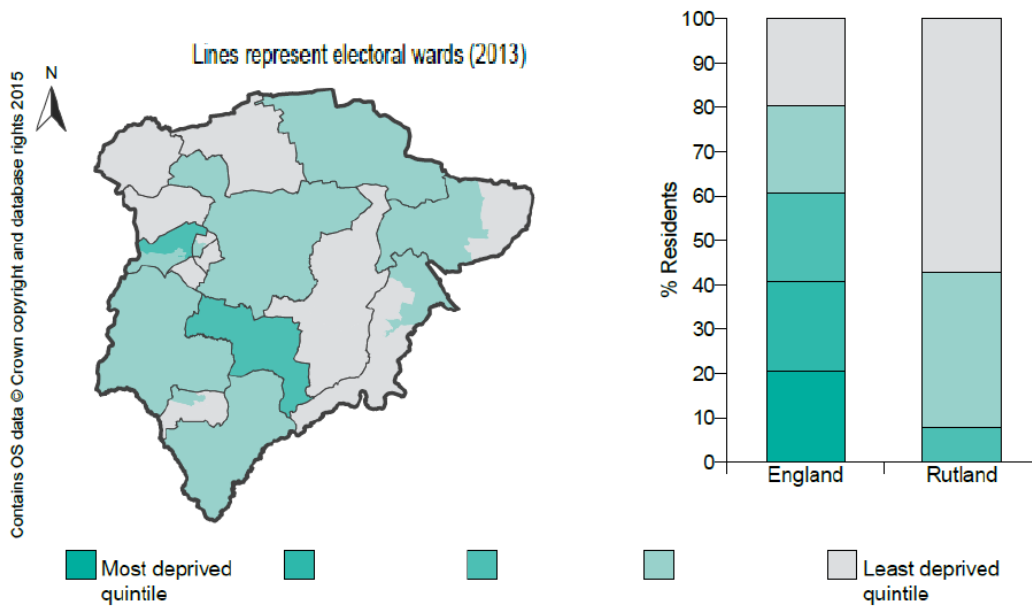 Lines represent electoral wards (2013)
N
Contains OS data © Crown copyright and database rights 2015
100
90
80
70
60
50
40
30
20
10
0
% Residents
England
Rutland
Most deprived
quintile
Least deprived
quintile